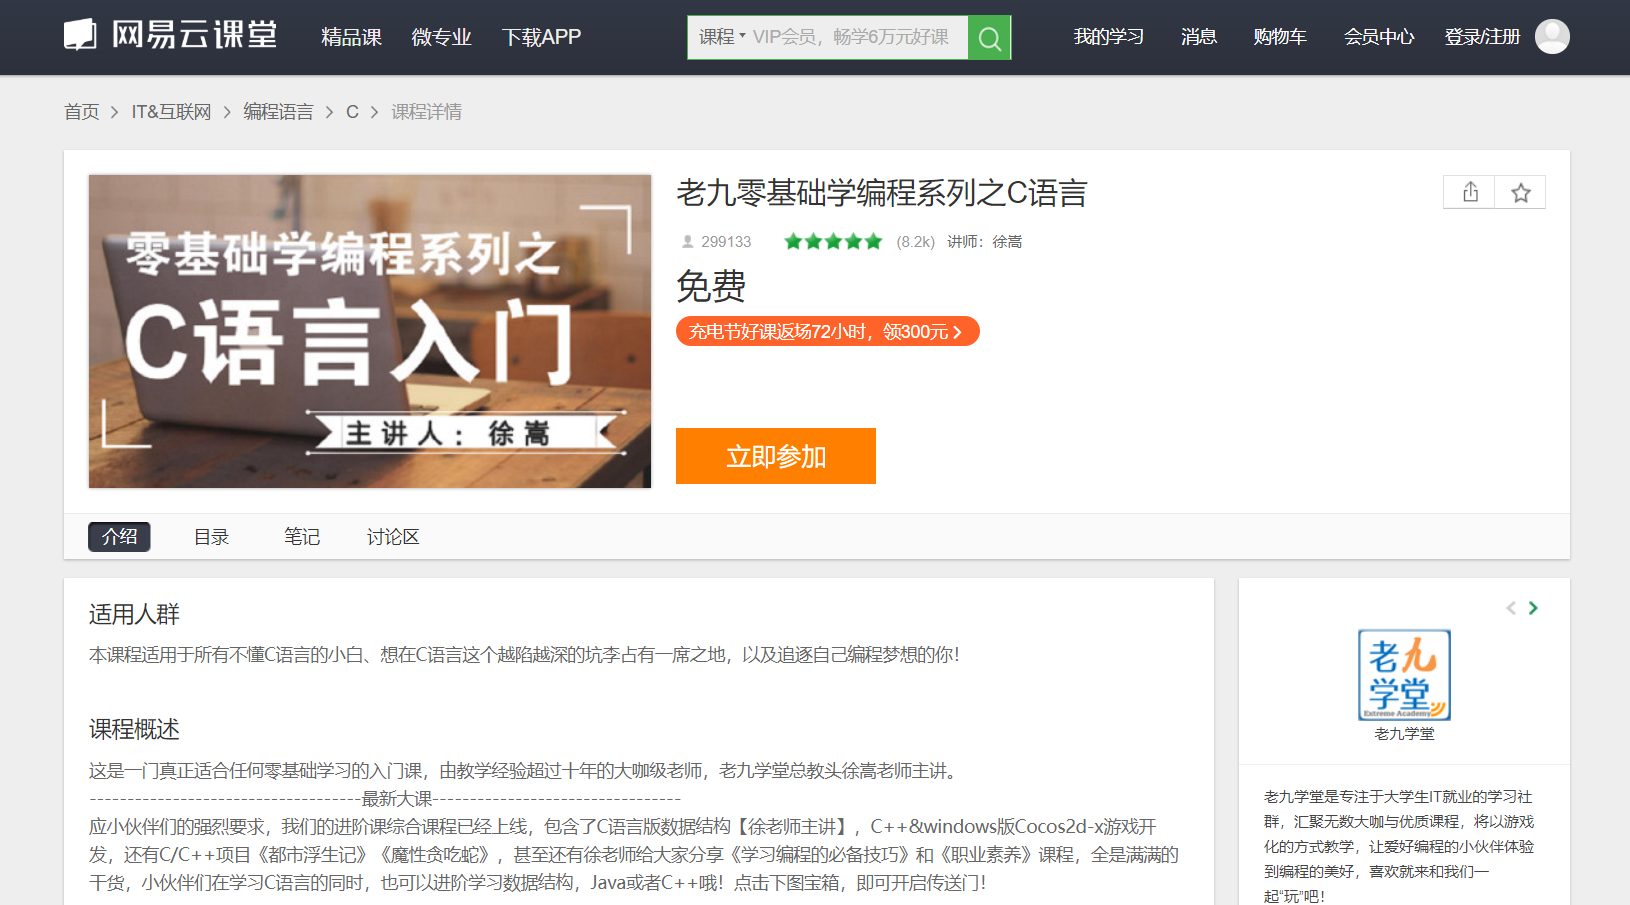 网易云课堂 精品课 微专业 下载APP 课程 VIP会员，畅学6万元好课 我的学习 消息 购物车 会员中心 登录/注册
首页 > IT&互联网 > 编程语言 > C > 课程详情
零基础学编程系列之
C语言入门
主讲人：徐嵩
老九零基础学编程系列之C语言
299133 (8.2k) 讲师：徐嵩
免费
充电节好课返场72小时，领300元 >
立即参加
介绍 目录 笔记 讨论区
适用人群
本课程适用于所有不懂C语言的小白、想在C语言这个越陷越深的坑李占有一席之地，以及追逐自己编程梦想的你！
课程概述
这是一门真正适合任何零基础学习的入门课，由教学经验超过十年的大咖级老师，老九学堂总教头徐嵩老师主讲。
------------------------------------最新大课---------------------------------
应小伙伴们的强烈要求，我们的进阶课综合课程已经上线，包含了C语言版数据结构【徐老师主讲】，C++&windows版Cocos2d-x游戏开
发，还有C/C++项目《都市浮生记》《魔性贪吃蛇》，甚至还有徐老师给大家分享《学习编程的必备技巧》和《职业素养》课程，全是满满的
干货，小伙伴们在学习C语言的同时，也可以进阶学习数据结构，Java或者C++哦！点击下图宝箱，即可开启传送门！
老九
学堂
Extreme Academy
老九学堂
老九学堂是专注于大学生IT就业的学习社
群，汇聚无数大咖与优质课程，将以游戏
化的方式教学，让爱好编程的小伙伴体验
到编程的美好，喜欢就来和我们一
起“玩”吧！